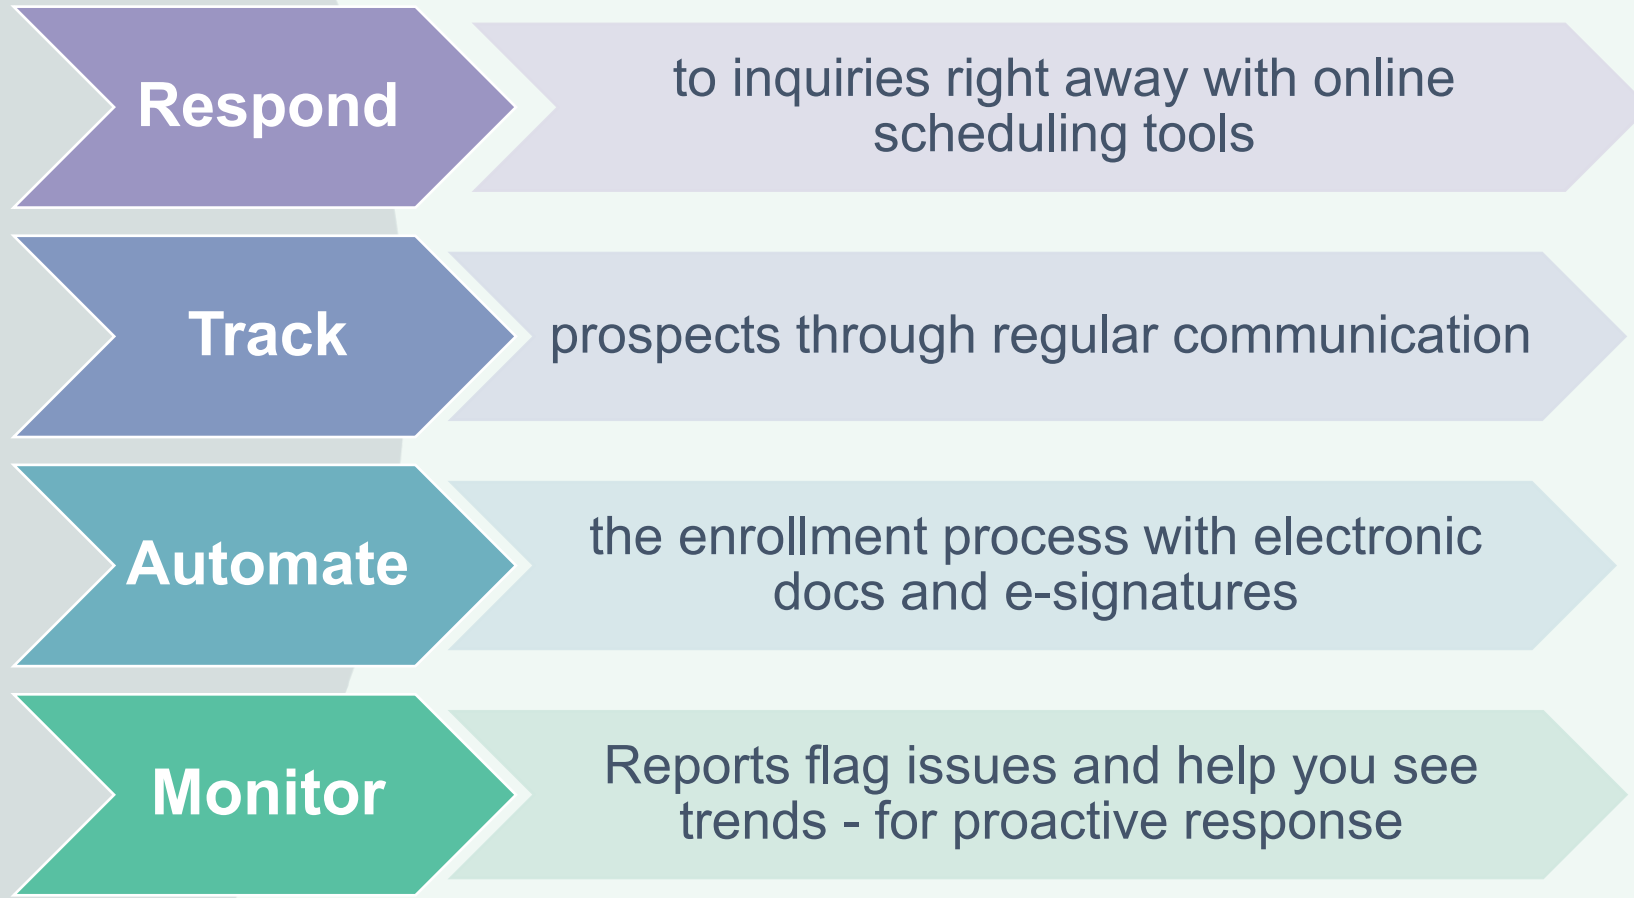 Respond
to inquiries right away with online
scheduling tools
Track
prospects through regular communication
Automate
the enrollment process with electronic
docs and e-signatures
Monitor
Reports flag issues and help you see
trends - for proactive response